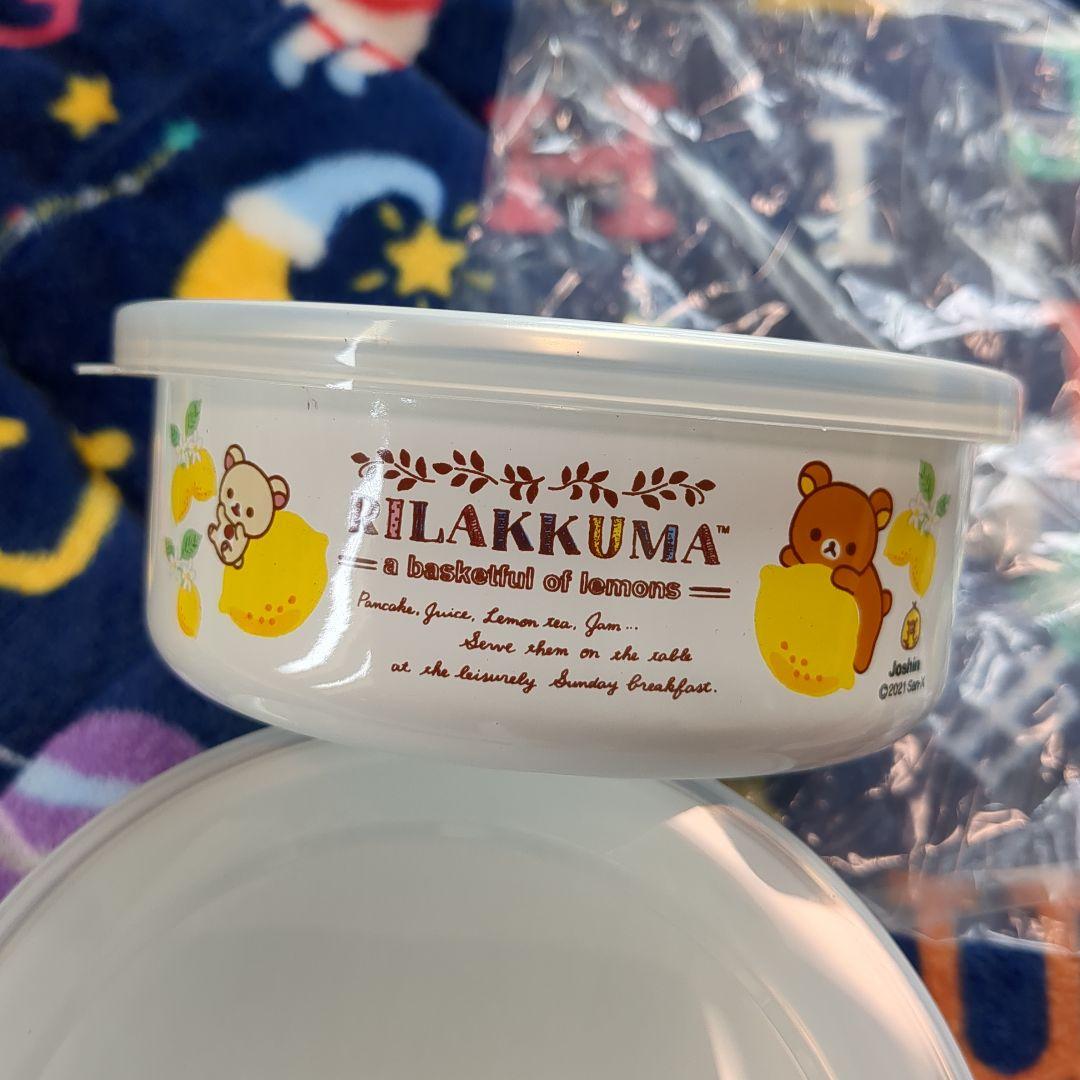 RILAKKUMA™
a basketful of lemons
Pancake, Juice, Lemon tea, Jam...
Serve them on the table
at the leisurely Sunday breakfast.
Joshin
©2021 San-X